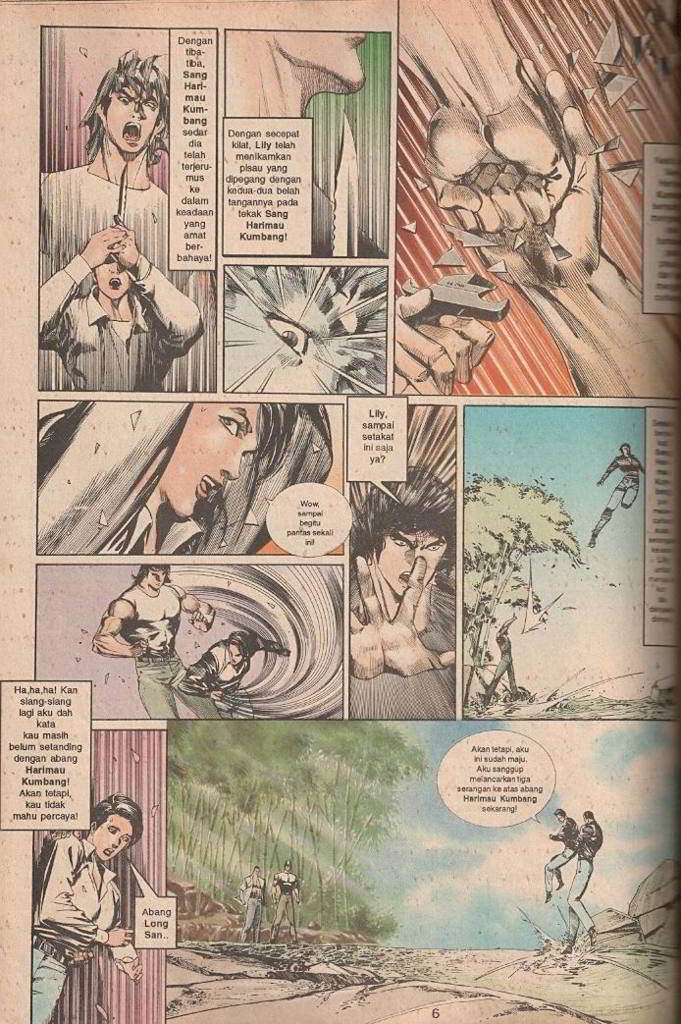 Dengan
tiba-
tiba,
Sang
Hari-
mau
Kum-
bang
sedar
dia
telah
terjeru-
mus
ke
dalam
keadaan
yang
amat
ber-
bahaya!
Dengan secepat
kilat, Lily telah
menikamkan
pisau yang
dipegang dengan
kedua-dua belah
tangannya pada
tekak Sang
Harimau
Kumbang!
Wow,
sampai
begitu
pantas sekali
ini!
Lily,
sampai
setakat
ini saja
ya?
Ha,ha,ha! Kan
siang-siang
lagi aku dah
kata
kau masih
belum setanding
dengan abang
Harimau
Kumbang!
Akan tetapi,
kau tidak
mahu percaya!
Abang
Long
San..
Akan tetapi, aku
ini sudah maju.
Aku sanggup
melancarkan tiga
serangan ke atas abang
Harimau Kumbang
sekarang!
6